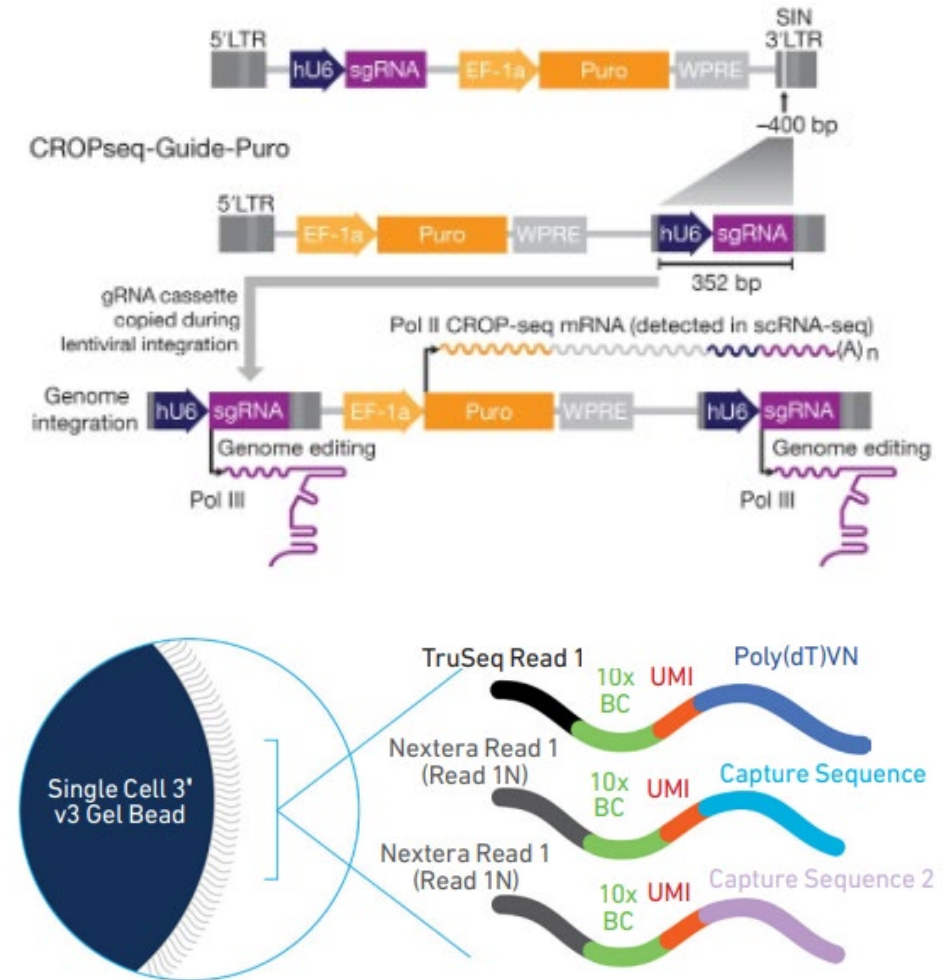 5'LTR
SIN
3'LTR
hU6
sgRNA
EF-1a
Puro
WPRE
~400 bp
CROPseq-Guide-Puro
5'LTR
EF-1a
Puro
WPRE
hU6
sgRNA
352 bp
gRNA cassette
copied during
lentiviral integration
Pol II CROP-seq mRNA (detected in scRNA-seq)
(A) n
Genome
integration
hU6
sgRNA
EF-1a
Puro
WPRE
hU6
sgRNA
Genome editing
Pol III
Genome editing
Pol III
Single Cell 3'
v3 Gel Bead
TruSeq Read 1
10x
BC
UMI
Poly(dT)VN
Nextera Read 1
(Read 1N)
10x
BC
UMI
Capture Sequence
Nextera Read 1
(Read 1N)
10x
BC
UMI
Capture Sequence 2